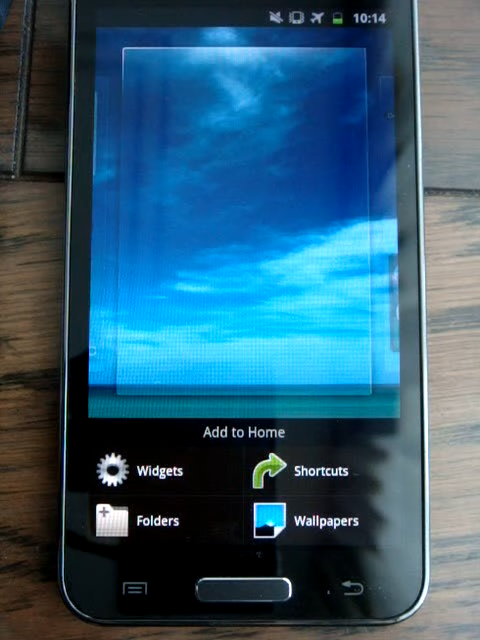 10:14
Add to Home
Widgets
Shortcuts
Folders
Wallpapers